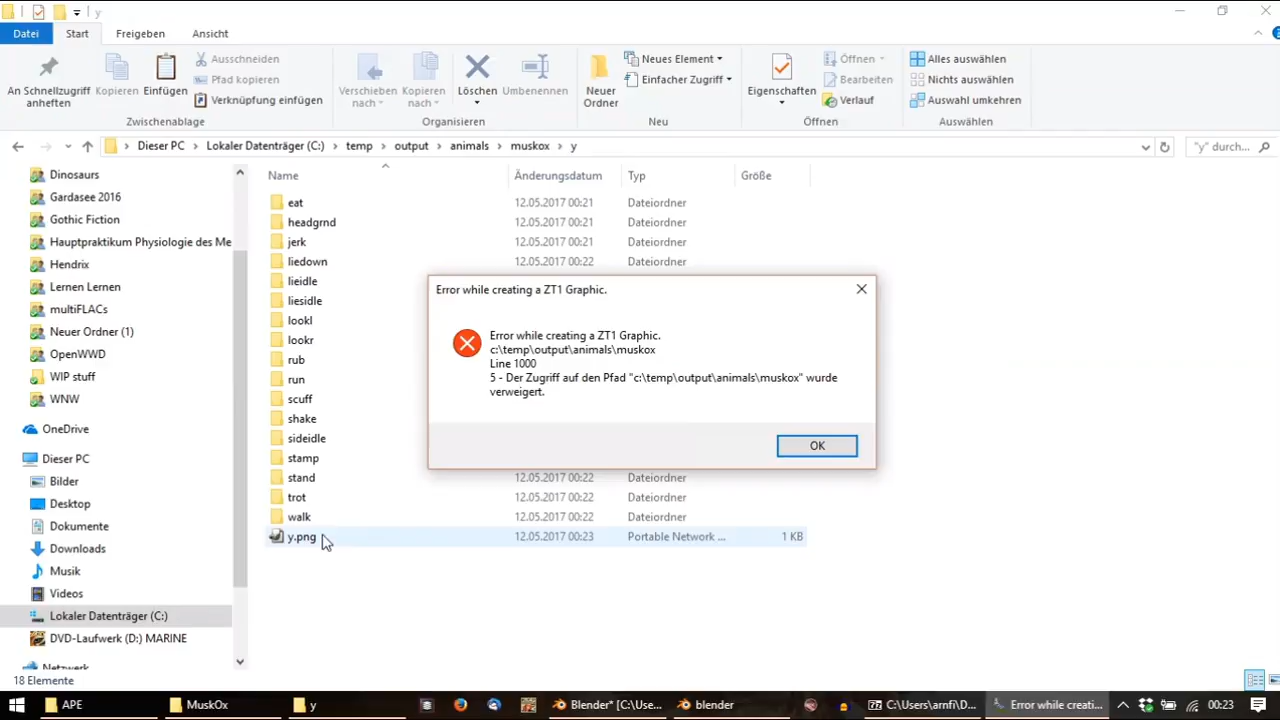 y
Datei Start Freigeben Ansicht
An Schnellzugriff anheften
Kopieren
Einfügen
Ausschneiden
Pfad kopieren
Verknüpfung einfügen
Zwischenablage
Verschieben nach
Kopieren nach
Löschen
Umbenennen
Organisieren
Neuer Ordner
Neues Element
Einfacher Zugriff
Neu
Eigenschaften
Öffnen
Bearbeiten
Verlauf
Öffnen
Alles auswählen
Nichts auswählen
Auswahl umkehren
Auswählen
Dieser PC Lokaler Datenträger (C:) temp output animals muskox y
"y" durch...
Dinosaurs
Gardasee 2016
Gothic Fiction
Hauptpraktikum Physiologie des Me
Hendrix
Lernen Lernen
multiFLACs
Neuer Ordner (1)
OpenWWD
WIP stuff
WNW
OneDrive
Dieser PC
Bilder
Desktop
Dokumente
Downloads
Musik
Videos
Lokaler Datenträger (C:)
DVD-Laufwerk (D:) MARINE
Netzwerk
Name Änderungsdatum Typ Größe
eat 12.05.2017 00:21 Dateiordner
headgrnd 12.05.2017 00:21 Dateiordner
jerk 12.05.2017 00:21 Dateiordner
liedown 12.05.2017 00:22 Dateiordner
lieidle
liesidle
lookl
lookr
rub
run
scuff
shake
sideidle
stamp
stand 12.05.2017 00:22 Dateiordner
trot 12.05.2017 00:22 Dateiordner
walk 12.05.2017 00:22 Dateiordner
y.png 12.05.2017 00:23 Portable Network ... 1 KB
Error while creating a ZT1 Graphic.
Error while creating a ZT1 Graphic.
c:\temp\output\animals\muskox
Line 1000
5 - Der Zugriff auf den Pfad "c:\temp\output\animals\muskox" wurde
verweigert.
OK
18 Elemente
APE
MuskOx
y
Blender* [C:\Use...
blender
C:\Users\arnfi\D...
Error while creati...
00:23